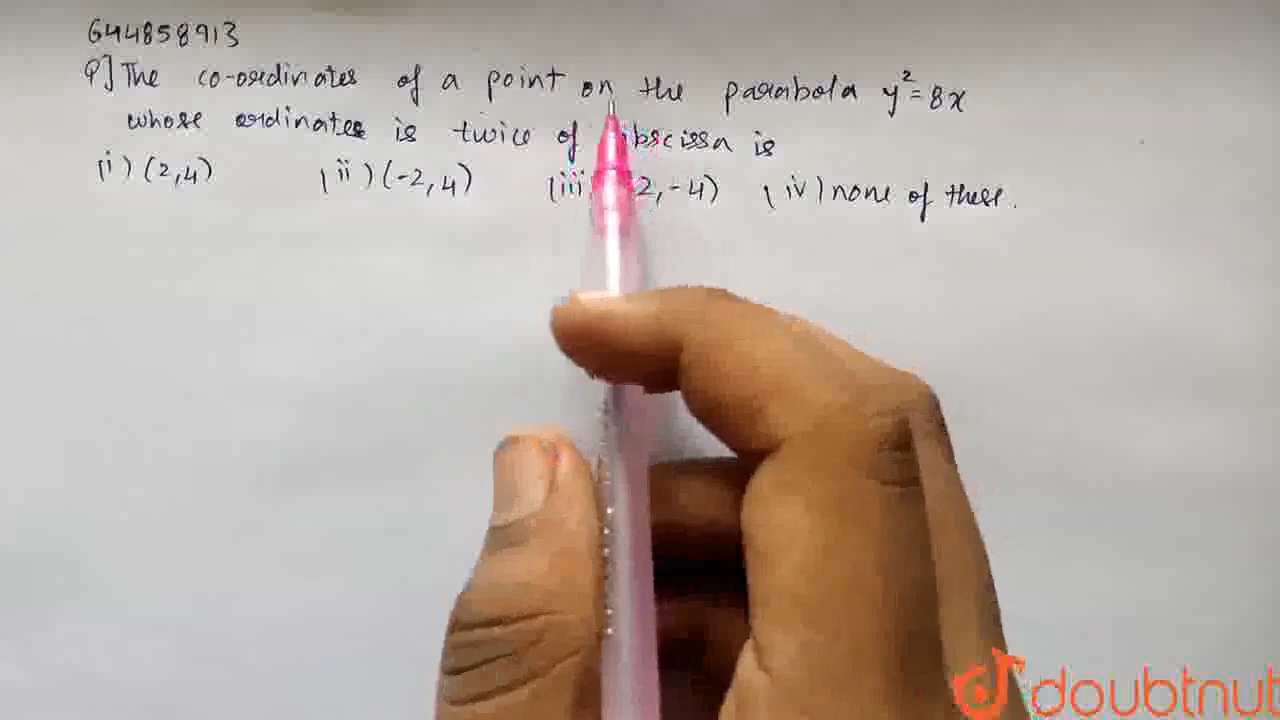 644858913
Q] The co-ordinates of a point on the parabola y²=8x
whose ordinates is twice of abscissa is
(i) (2,4) (ii) (-2,4) (iii) 2,-4) (iv) none of these.
doubtnut